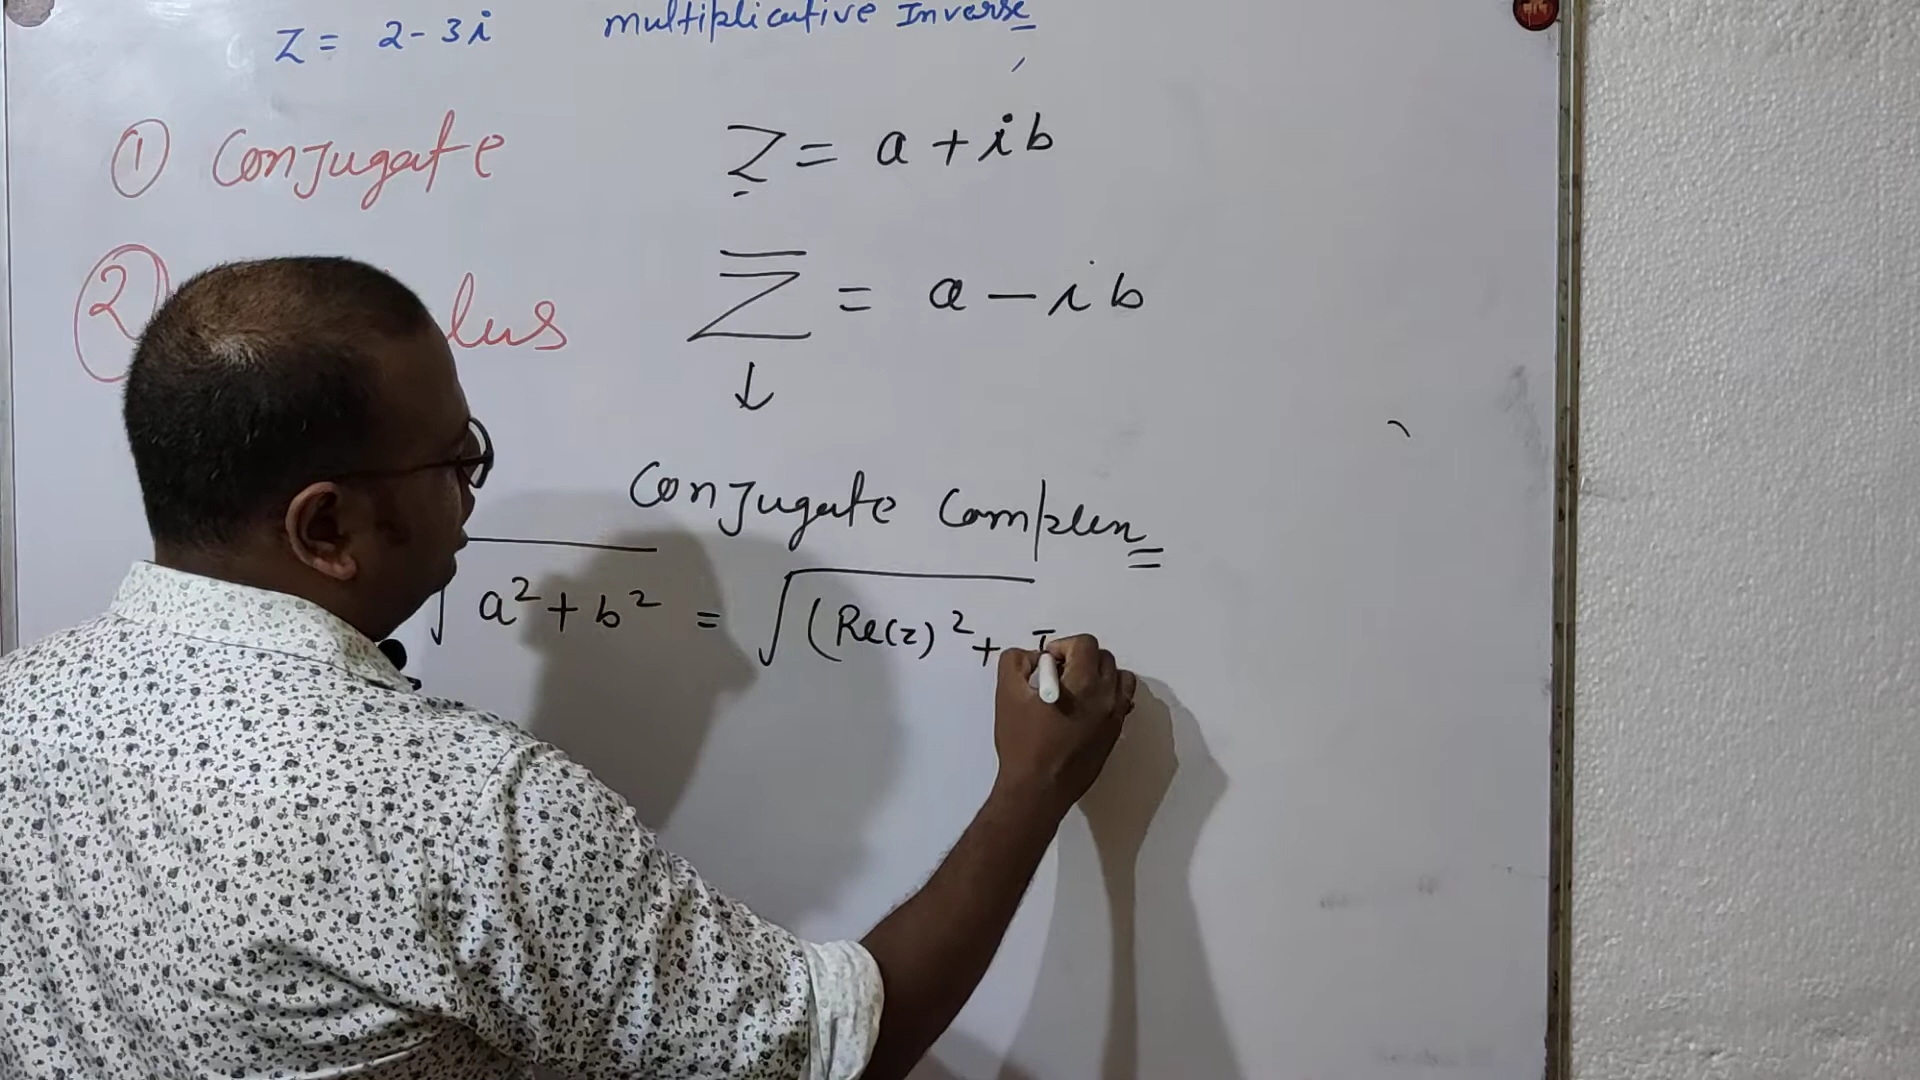 Z = 2 - 3i multiplicative Inverse
① Conjugate Z = a + ib
② lus Z̅ = a - ib
↓
Conjugate Complex
√a² + b² = √(Re(z)² + I